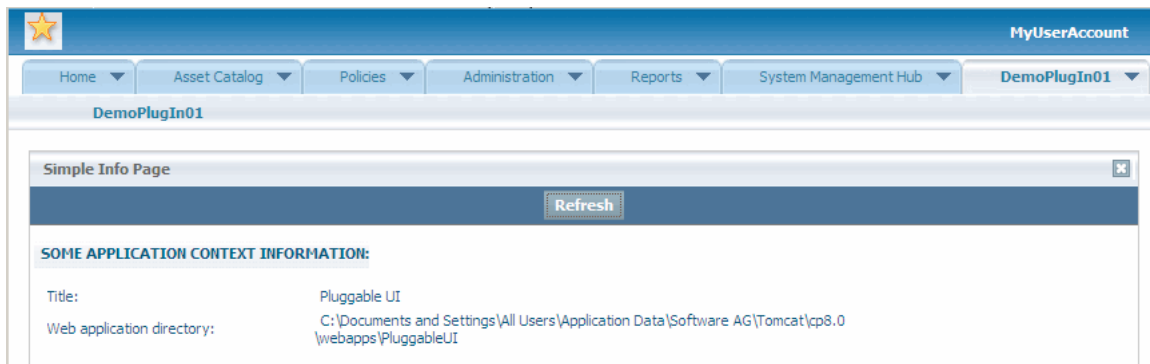 MyUserAccount
Home Asset Catalog Policies Administration Reports System Management Hub DemoPlugIn01
DemoPlugIn01
Simple Info Page
Refresh
SOME APPLICATION CONTEXT INFORMATION:
Title: Pluggable UI
Web application directory: C:\Documents and Settings\All Users\Application Data\Software AG\Tomcat\cp8.0
\webapps\PluggableUI